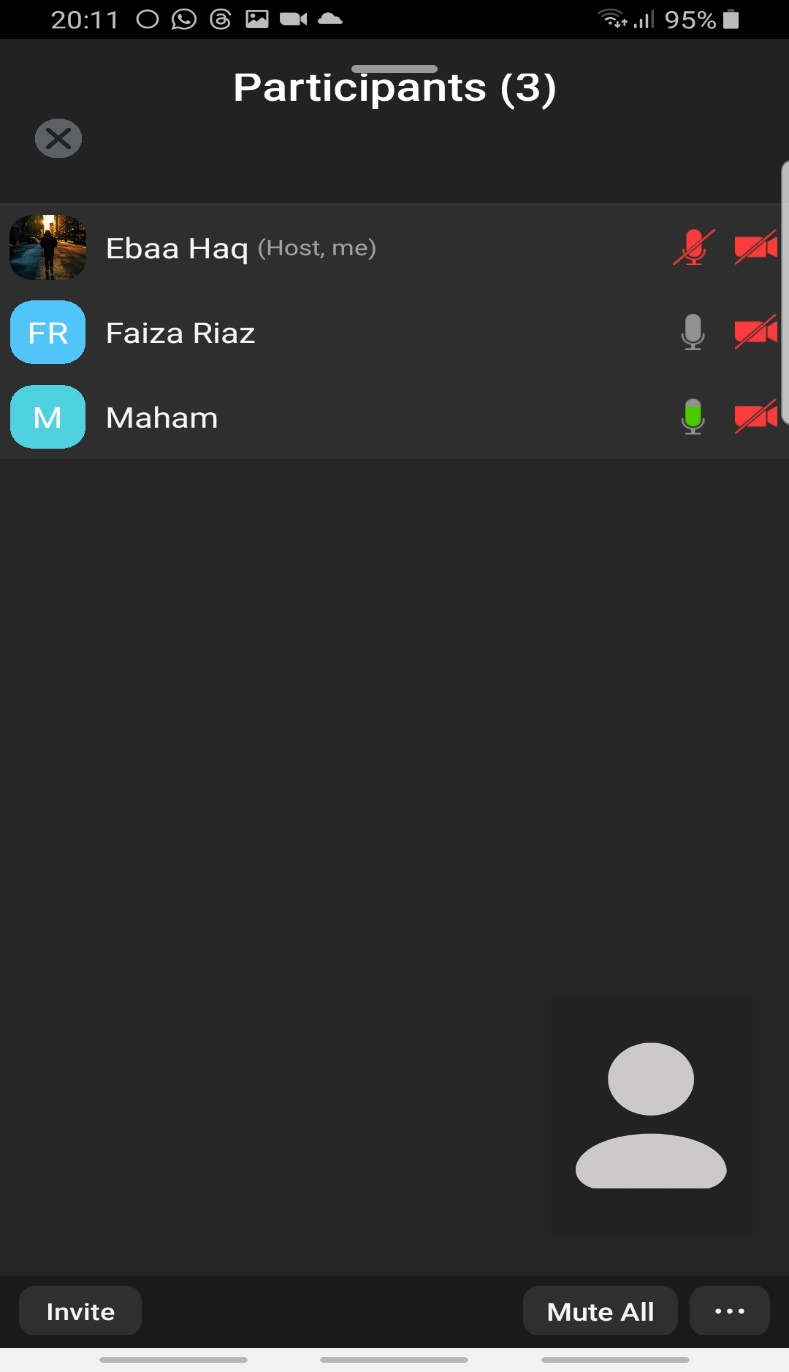 20:11 95%
Participants (3)
Ebaa Haq (Host, me)
FR Faiza Riaz
M Maham
Invite Mute All ...